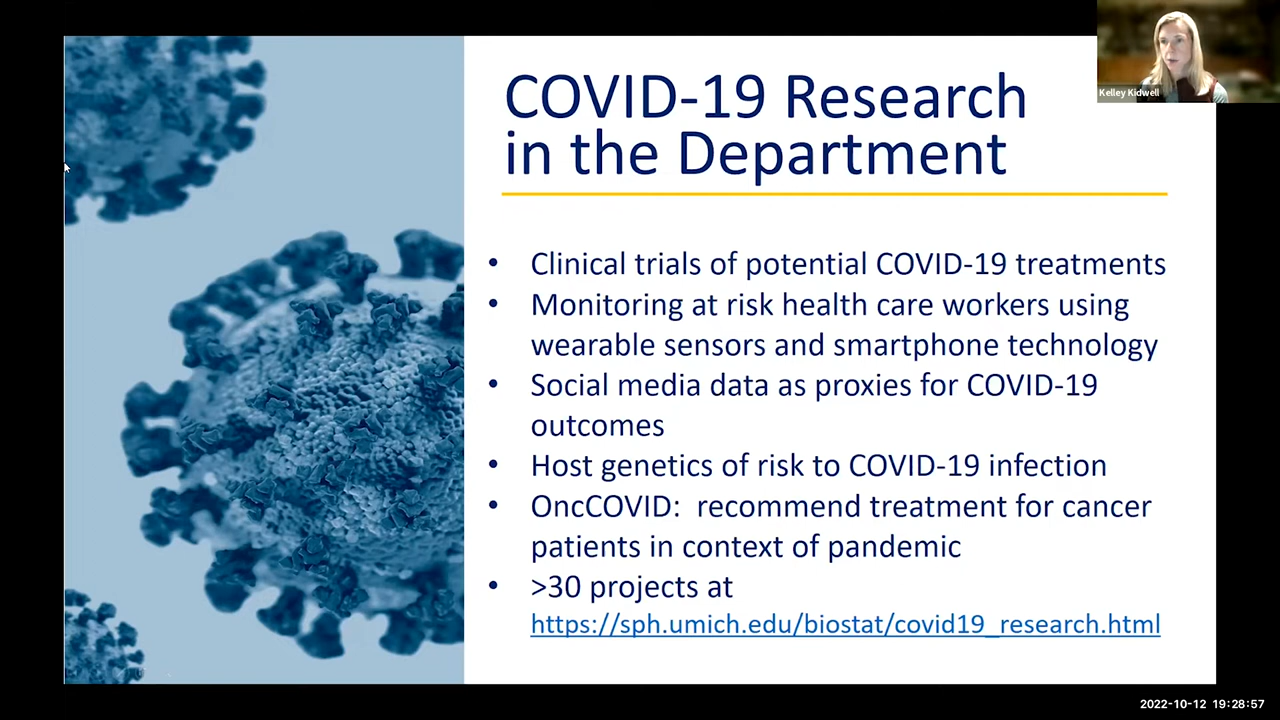 COVID-19 Research
in the Department
Kelley Kidwell
• Clinical trials of potential COVID-19 treatments
• Monitoring at risk health care workers using
wearable sensors and smartphone technology
• Social media data as proxies for COVID-19
outcomes
• Host genetics of risk to COVID-19 infection
• OncCOVID:  recommend treatment for cancer
patients in context of pandemic
• >30 projects at
https://sph.umich.edu/biostat/covid19_research.html
2022-10-12 19:28:57